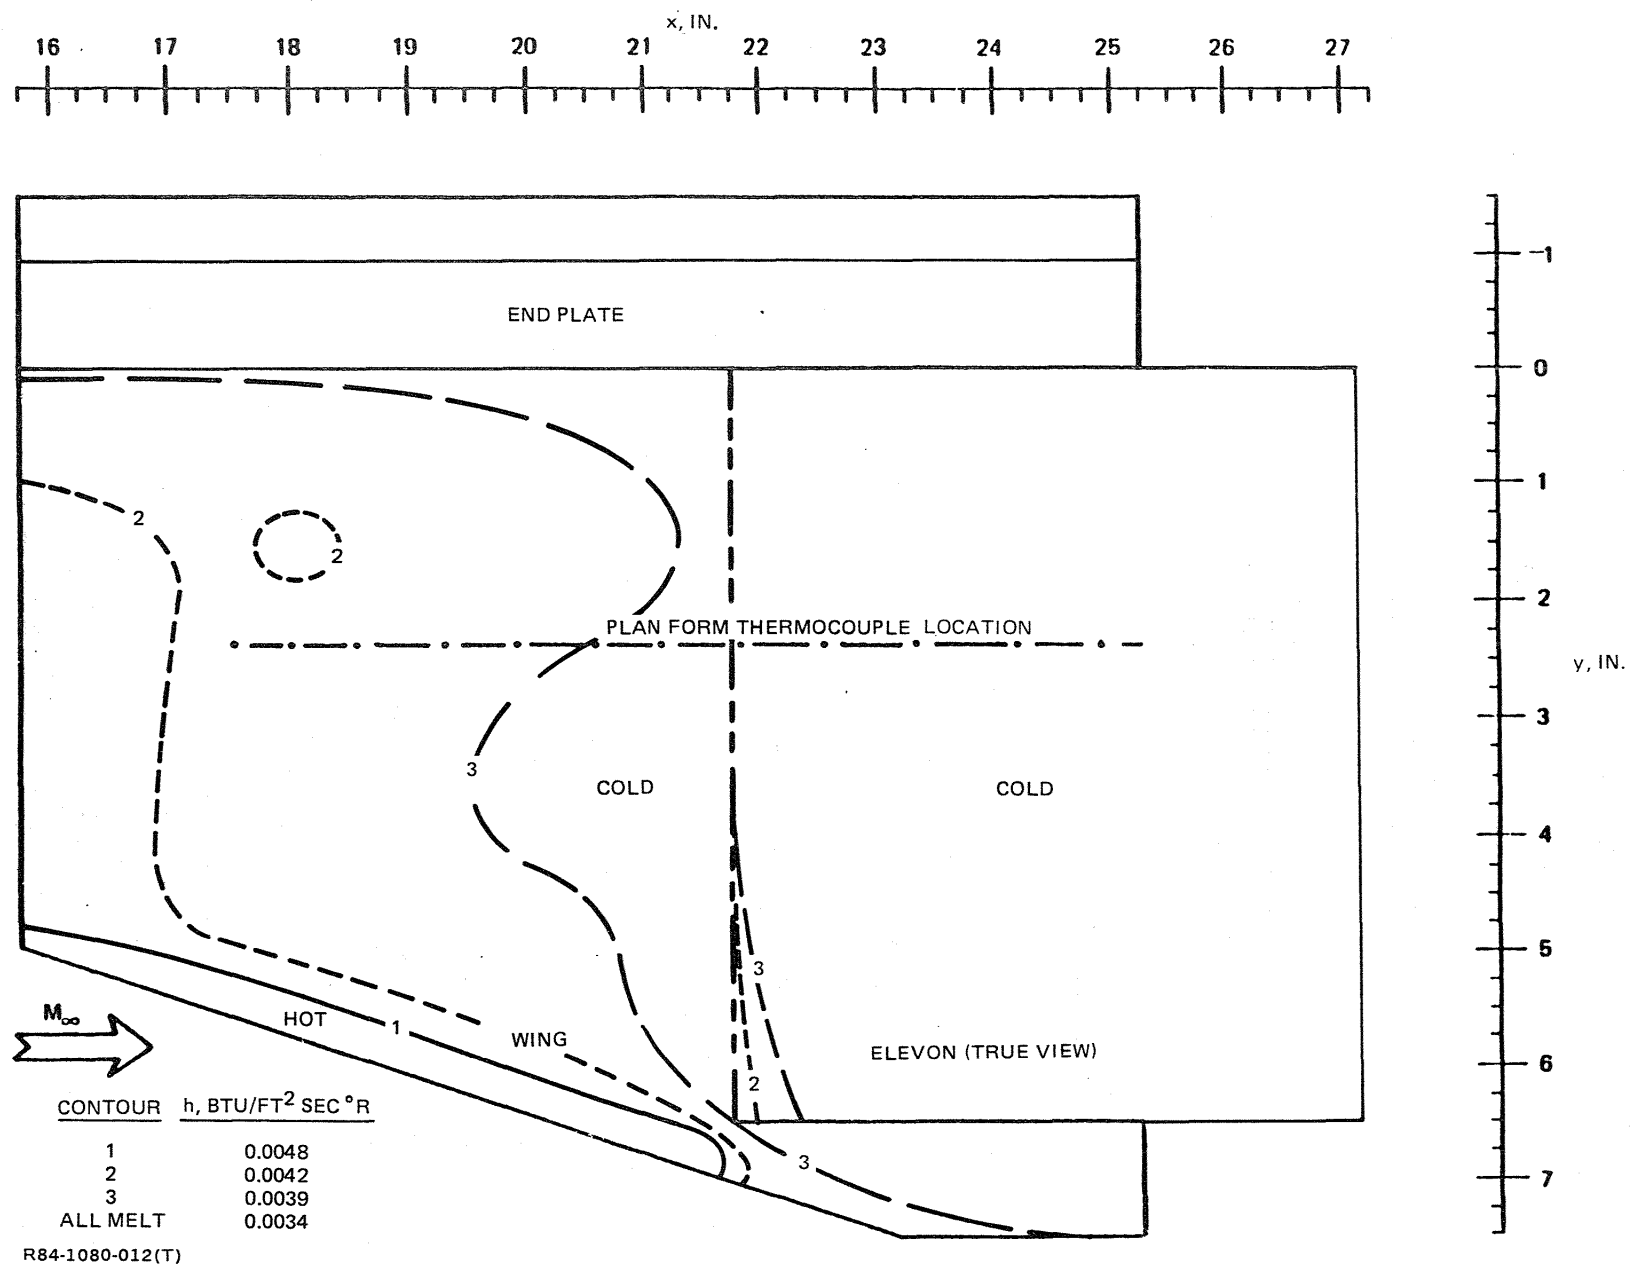 x, IN.
16 17 18 19 20 21 22 23 24 25 26 27
-1
END PLATE
0
1
2
2
2
PLAN FORM THERMOCOUPLE LOCATION
y, IN.
3
3
COLD
COLD
4
5
3
M∞
HOT
1
WING
ELEVON (TRUE VIEW)
6
2
CONTOUR h, BTU/FT² SEC°R
1 0.0048
2 0.0042
3 0.0039
ALL MELT 0.0034
3
7
R84-1080-012(T)